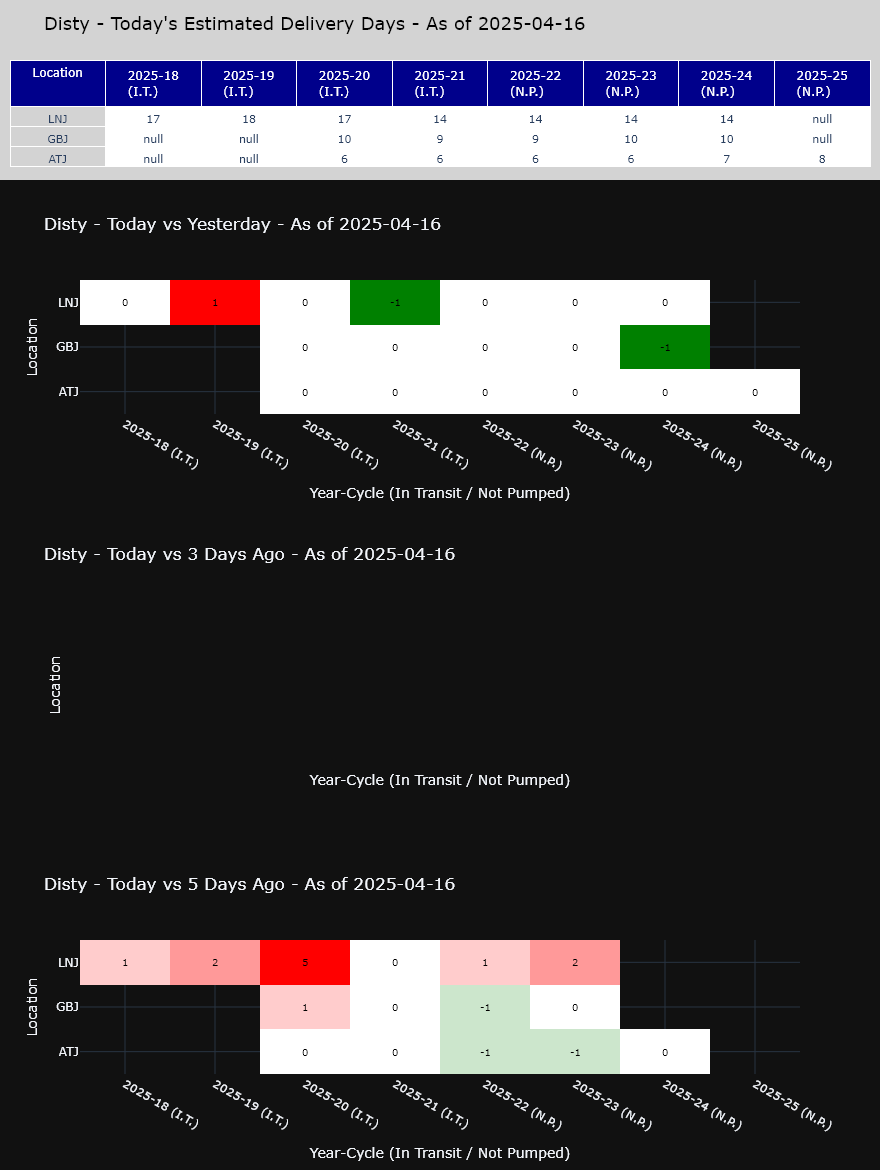 Disty - Today's Estimated Delivery Days - As of 2025-04-16
Location 2025-18 (I.T.) 2025-19 (I.T.) 2025-20 (I.T.) 2025-21 (I.T.) 2025-22 (N.P.) 2025-23 (N.P.) 2025-24 (N.P.) 2025-25 (N.P.)
LNJ 17 18 17 14 14 14 14 null
GBJ null null 10 9 9 10 10 null
ATJ null null 6 6 6 6 7 8
Disty - Today vs Yesterday - As of 2025-04-16
Location
LNJ 0 1 0 -1 0 0 0
GBJ 0 0 0 0 -1
ATJ 0 0 0 0 0 0
2025-18 (I.T.) 2025-19 (I.T.) 2025-20 (I.T.) 2025-21 (I.T.) 2025-22 (N.P.) 2025-23 (N.P.) 2025-24 (N.P.) 2025-25 (N.P.)
Year-Cycle (In Transit / Not Pumped)
Disty - Today vs 3 Days Ago - As of 2025-04-16
Location
Year-Cycle (In Transit / Not Pumped)
Disty - Today vs 5 Days Ago - As of 2025-04-16
Location
LNJ 1 2 5 0 1 2
GBJ 1 0 -1 0
ATJ 0 0 -1 -1 0
2025-18 (I.T.) 2025-19 (I.T.) 2025-20 (I.T.) 2025-21 (I.T.) 2025-22 (N.P.) 2025-23 (N.P.) 2025-24 (N.P.) 2025-25 (N.P.)
Year-Cycle (In Transit / Not Pumped)